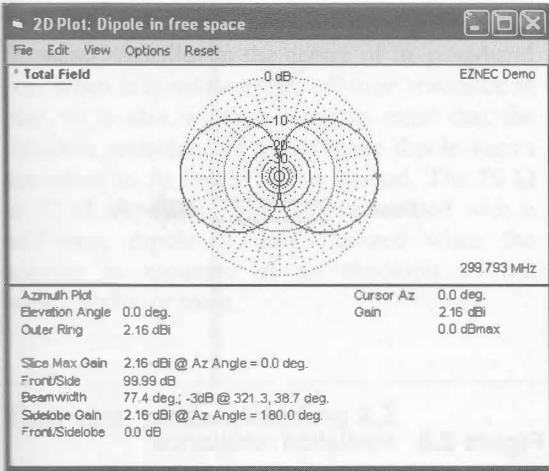 2D Plot: Dipole in free space
File Edit View Options Reset
* Total Field
0 dB
EZNEC Demo
-10
20
30
299.793 MHz
Azimuth Plot
Cursor Az 0.0 deg.
Elevation Angle 0.0 deg.
Gain 2.16 dBi
Outer Ring 2.16 dBi
0.0 dBmax
Slice Max Gain 2.16 dBi @ Az Angle = 0.0 deg.
Front/Side 99.99 dB
Beamwidth 77.4 deg.; -3dB @ 321.3, 38.7 deg.
Sidelobe Gain 2.16 dBi @ Az Angle = 180.0 deg.
Front/Sidelobe 0.0 dB